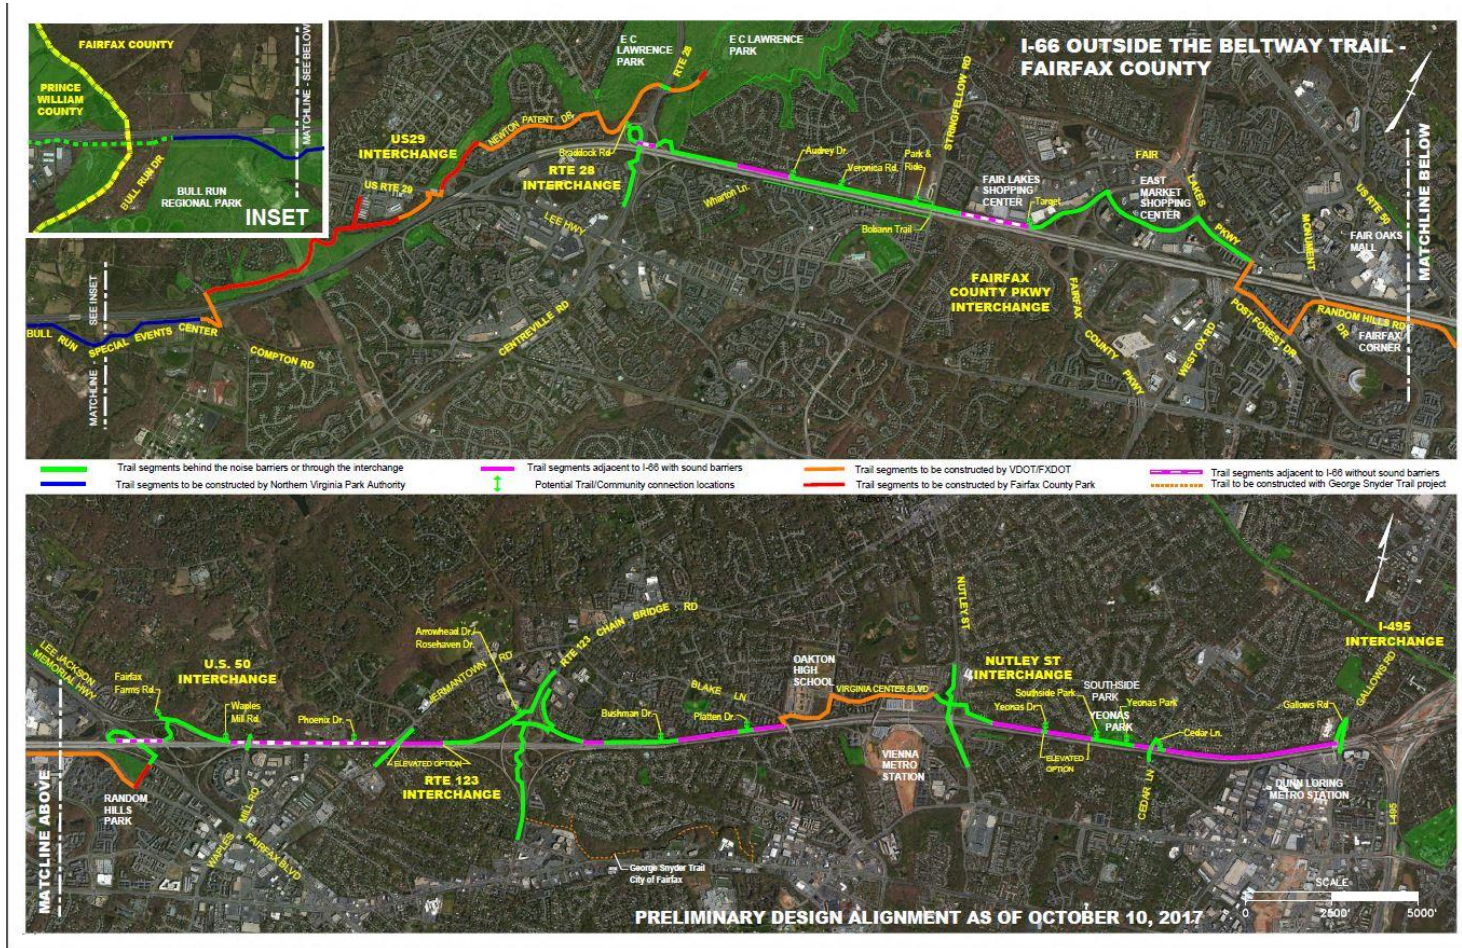 I-66 OUTSIDE THE BELTWAY TRAIL -
FAIRFAX COUNTY
FAIRFAX COUNTY
PRINCE
WILLIAM
COUNTY
BULL RUN DR
BULL RUN
REGIONAL PARK
INSET
MATCHLINE - SEE BELOW
E C
LAWRENCE
PARK
RTE 28
E C LAWRENCE
PARK
STRINGFELLOW RD
US29
INTERCHANGE
NEWTON PATENT DR
Braddock Rd
US RTE 29
RTE 28
INTERCHANGE
Audrey Dr.
Veronica Rd.
Park &
Ride
Wharton Ln.
LEE HWY
Bobann Trail
FAIR LAKES
SHOPPING
CENTER
Target
FAIR
LAKES
PKWY
EAST
MARKET
SHOPPING
CENTER
US RTE 50
MONUMENT
DR
FAIR OAKS
MALL
MATCHLINE BELOW
FAIRFAX
COUNTY PKWY
INTERCHANGE
FAIRFAX
COUNTY
PKWY
WEST OX RD
POST FOREST DR
RANDOM HILLS RD
FAIRFAX
CORNER
MATCHLINE - SEE INSET
BULL RUN SPECIAL EVENTS CENTER
COMPTON RD
CENTREVILLE RD
Trail segments behind the noise barriers or through the interchange
Trail segments adjacent to I-66 with sound barriers
Trail segments to be constructed by VDOT/FXDOT
Trail segments adjacent to I-66 without sound barriers
Trail segments to be constructed by Northern Virginia Park Authority
Potential Trail/Community connection locations
Trail segments to be constructed by Fairfax County Park
Authority
Trail to be constructed with George Snyder Trail project
LEE JACKSON
MEMORIAL HWY
Fairfax
Farms Rd.
U.S. 50
INTERCHANGE
Waples
Mill Rd.
Phoenix Dr.
Arrowhead Dr.
Rosehaven Dr.
JERMANTOWN RD
RTE 123 CHAIN BRIDGE RD
ELEVATED OPTION
RTE 123
INTERCHANGE
Bushman Dr.
BLAKE LN
Platten Dr.
OAKTON
HIGH
SCHOOL
VIRGINIA CENTER BLVD
NUTLEY ST
NUTLEY ST
INTERCHANGE
Southside Park
Yeonas Dr.
SOUTHSIDE
PARK
YEONAS
PARK
Yeonas Park
Cedar Ln.
ELEVATED
OPTION
CEDAR LN
VIENNA
METRO
STATION
I-495
INTERCHANGE
GALLOWS RD
Gallows Rd
DUNN LORING
METRO STATION
I-495
MATCHLINE ABOVE
RANDOM
HILLS
PARK
WAPLES MILL RD
FAIRFAX BLVD
George Snyder Trail
City of Fairfax
SCALE
0 2500' 5000'
PRELIMINARY DESIGN ALIGNMENT AS OF OCTOBER 10, 2017